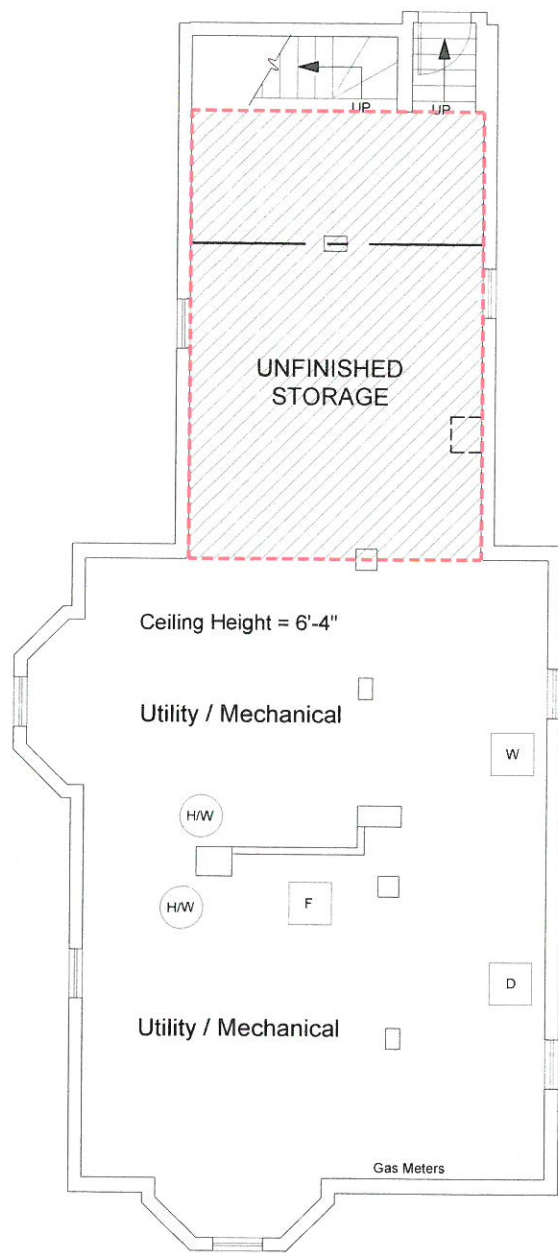 UP
UP
UNFINISHED
STORAGE
Ceiling Height = 6'-4"
Utility / Mechanical
W
H/W
H/W
F
D
Utility / Mechanical
Gas Meters